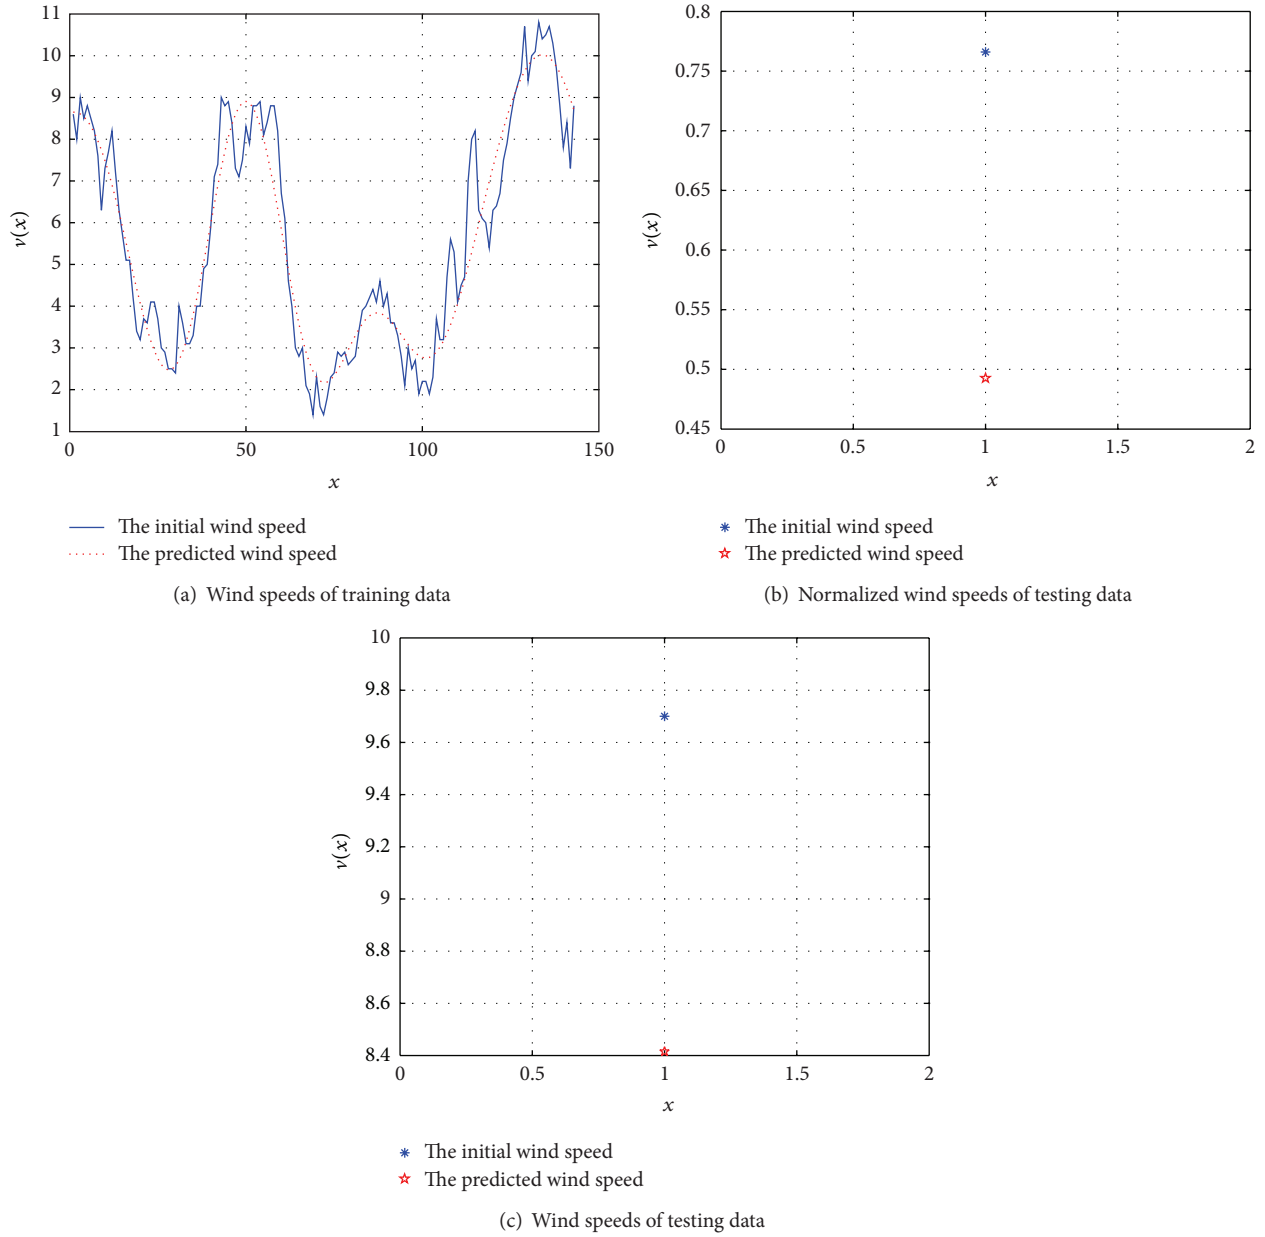 11
10
9
8
7
6
5
4
3
2
1
v(x)
0
50
100
150
x
The initial wind speed
The predicted wind speed
(a) Wind speeds of training data
0.8
0.75
0.7
0.65
0.6
0.55
0.5
0.45
v(x)
0
0.5
1
1.5
2
x
The initial wind speed
The predicted wind speed
(b) Normalized wind speeds of testing data
10
9.8
9.6
9.4
9.2
9
8.8
8.6
8.4
v(x)
0
0.5
1
1.5
2
x
The initial wind speed
The predicted wind speed
(c) Wind speeds of testing data